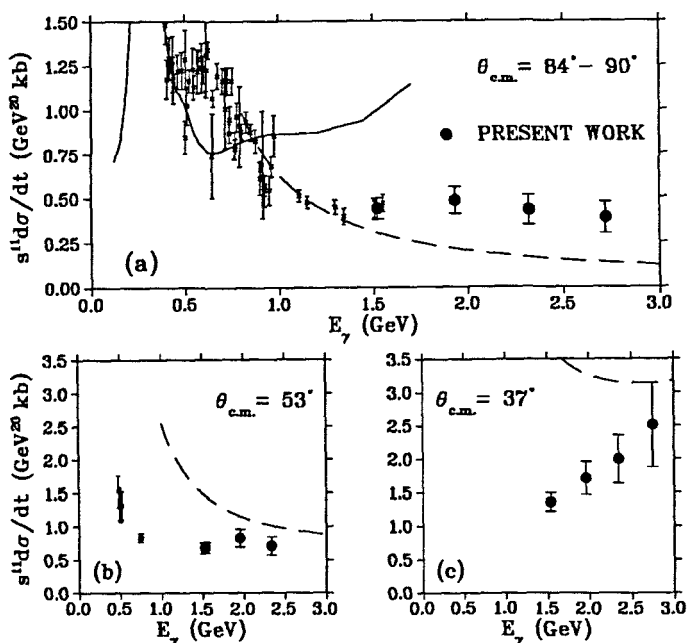 s¹¹dσ/dt (GeV²⁰ kb)
1.50
1.25
1.00
0.75
0.50
0.25
0.00
θc.m. = 84° - 90°
● PRESENT WORK
(a)
0.0 0.5 1.0 1.5 2.0 2.5 3.0
Eγ (GeV)
s¹¹dσ/dt (GeV²⁰ kb)
3.5
3.0
2.5
2.0
1.5
1.0
0.5
0.0
θc.m. = 53°
(b)
0.0 0.5 1.0 1.5 2.0 2.5 3.0
Eγ (GeV)
3.5
3.0
2.5
2.0
1.5
1.0
0.5
0.0
θc.m. = 37°
(c)
0.0 0.5 1.0 1.5 2.0 2.5 3.0
Eγ (GeV)